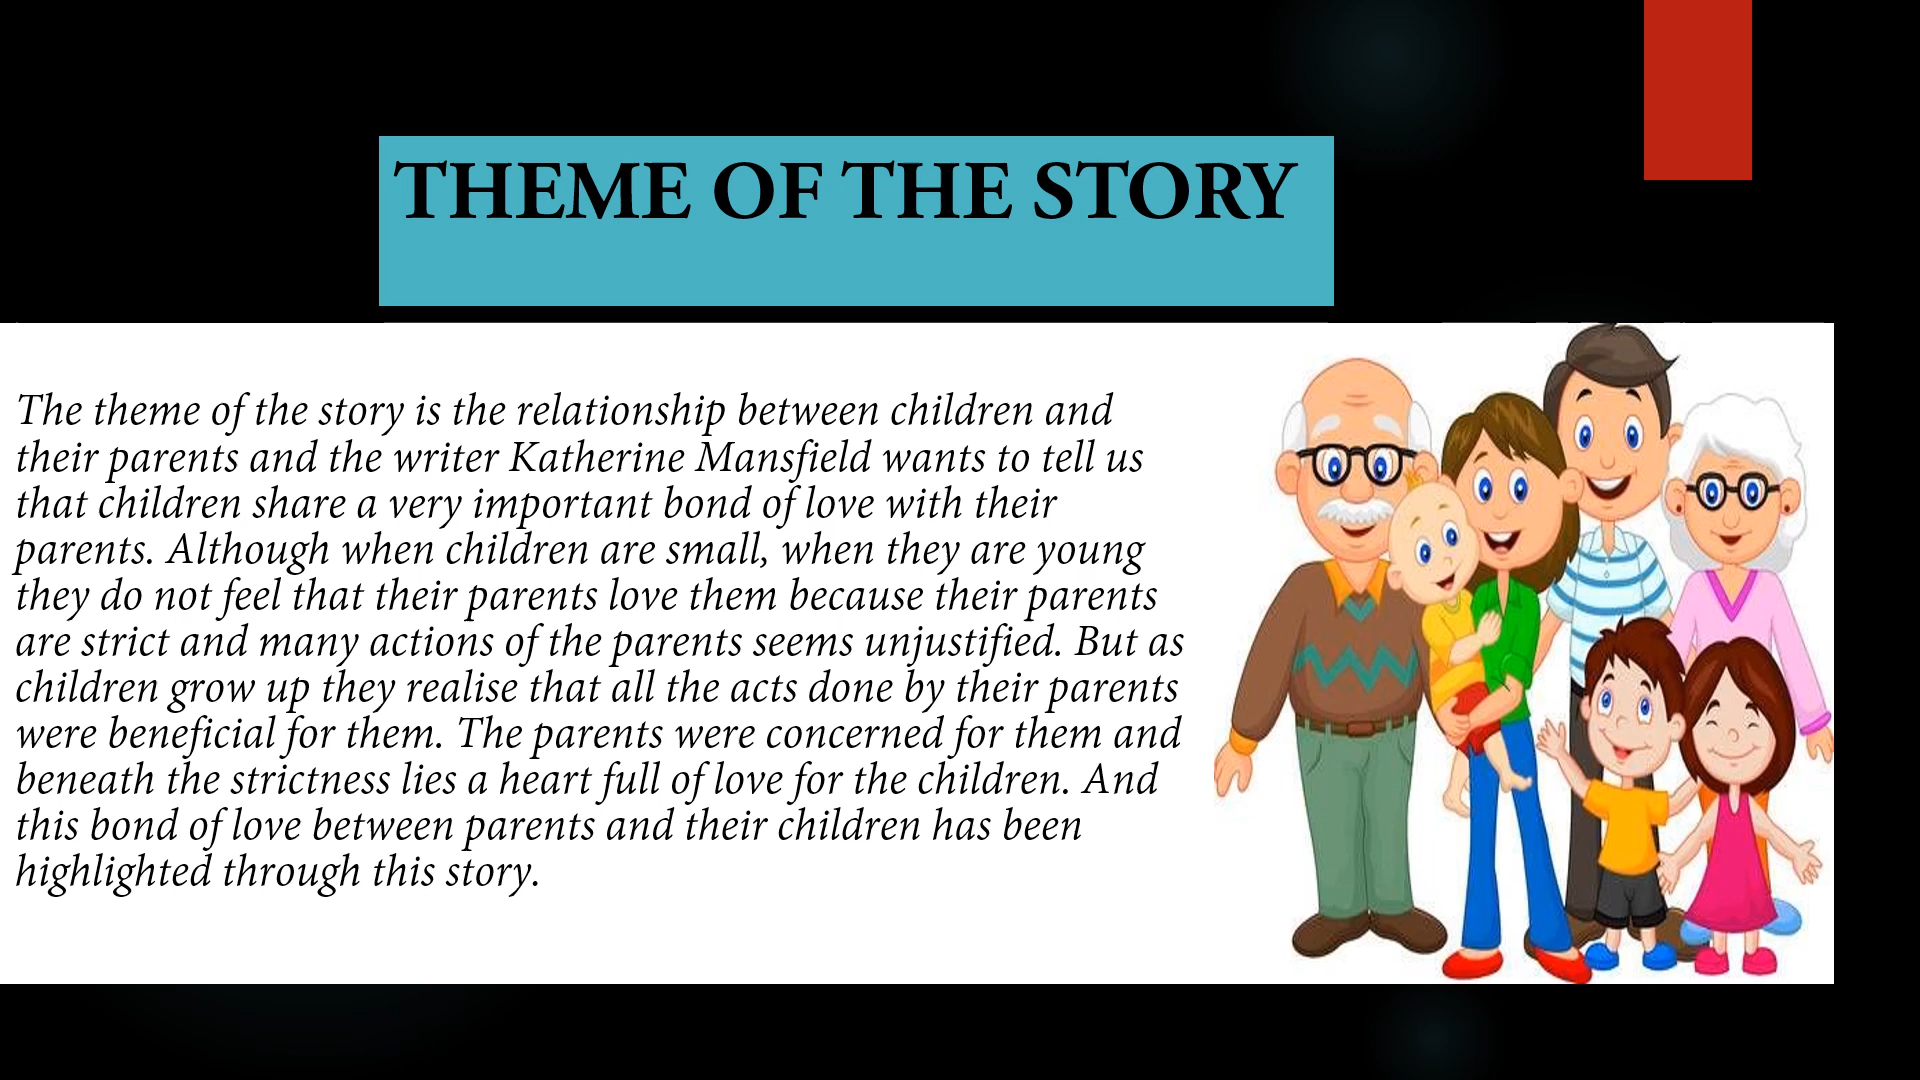 THEME OF THE STORY
The theme of the story is the relationship between children and
their parents and the writer Katherine Mansfield wants to tell us
that children share a very important bond of love with their
parents. Although when children are small, when they are young
they do not feel that their parents love them because their parents
are strict and many actions of the parents seems unjustified. But as
children grow up they realise that all the acts done by their parents
were beneficial for them. The parents were concerned for them and
beneath the strictness lies a heart full of love for the children. And
this bond of love between parents and their children has been
highlighted through this story.